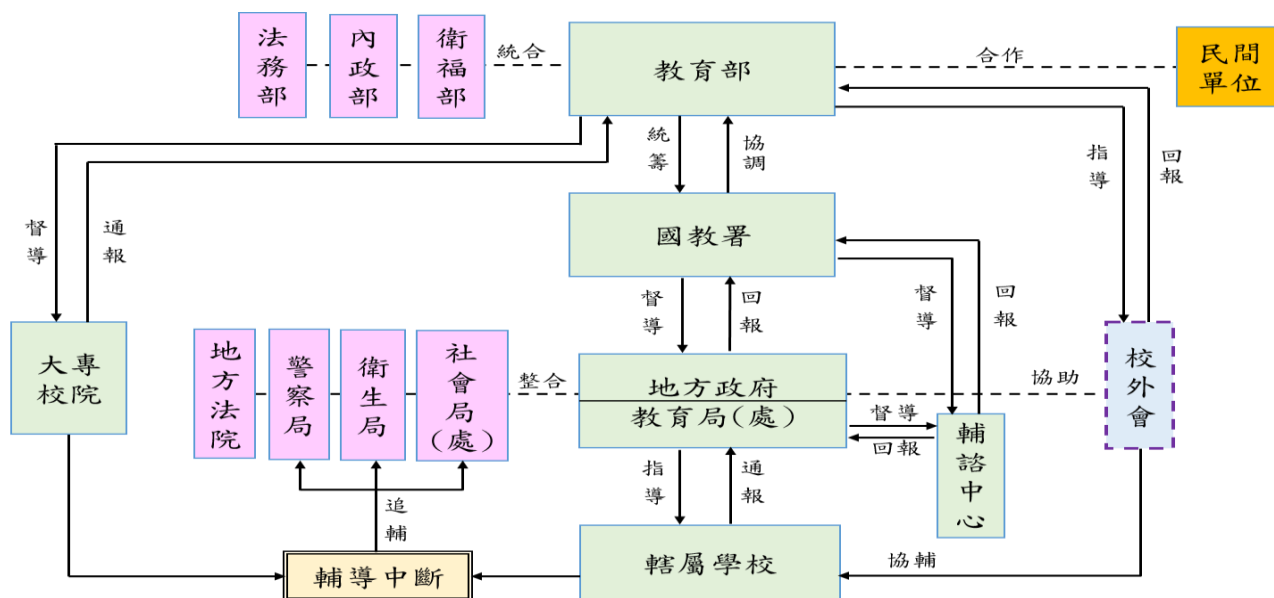 法務部
內政部
衛福部
統合
教育部
合作
民間
單位
統籌
協調
指導
回報
督導
通報
國教署
督導
回報
督導
回報
大專
校院
地方法院
警察局
衛生局
社會局(處)
整合
地方政府
教育局(處)
協助
校外會
督導
回報
輔諮中心
追輔
指導
通報
輔導中斷
轄屬學校
協輔